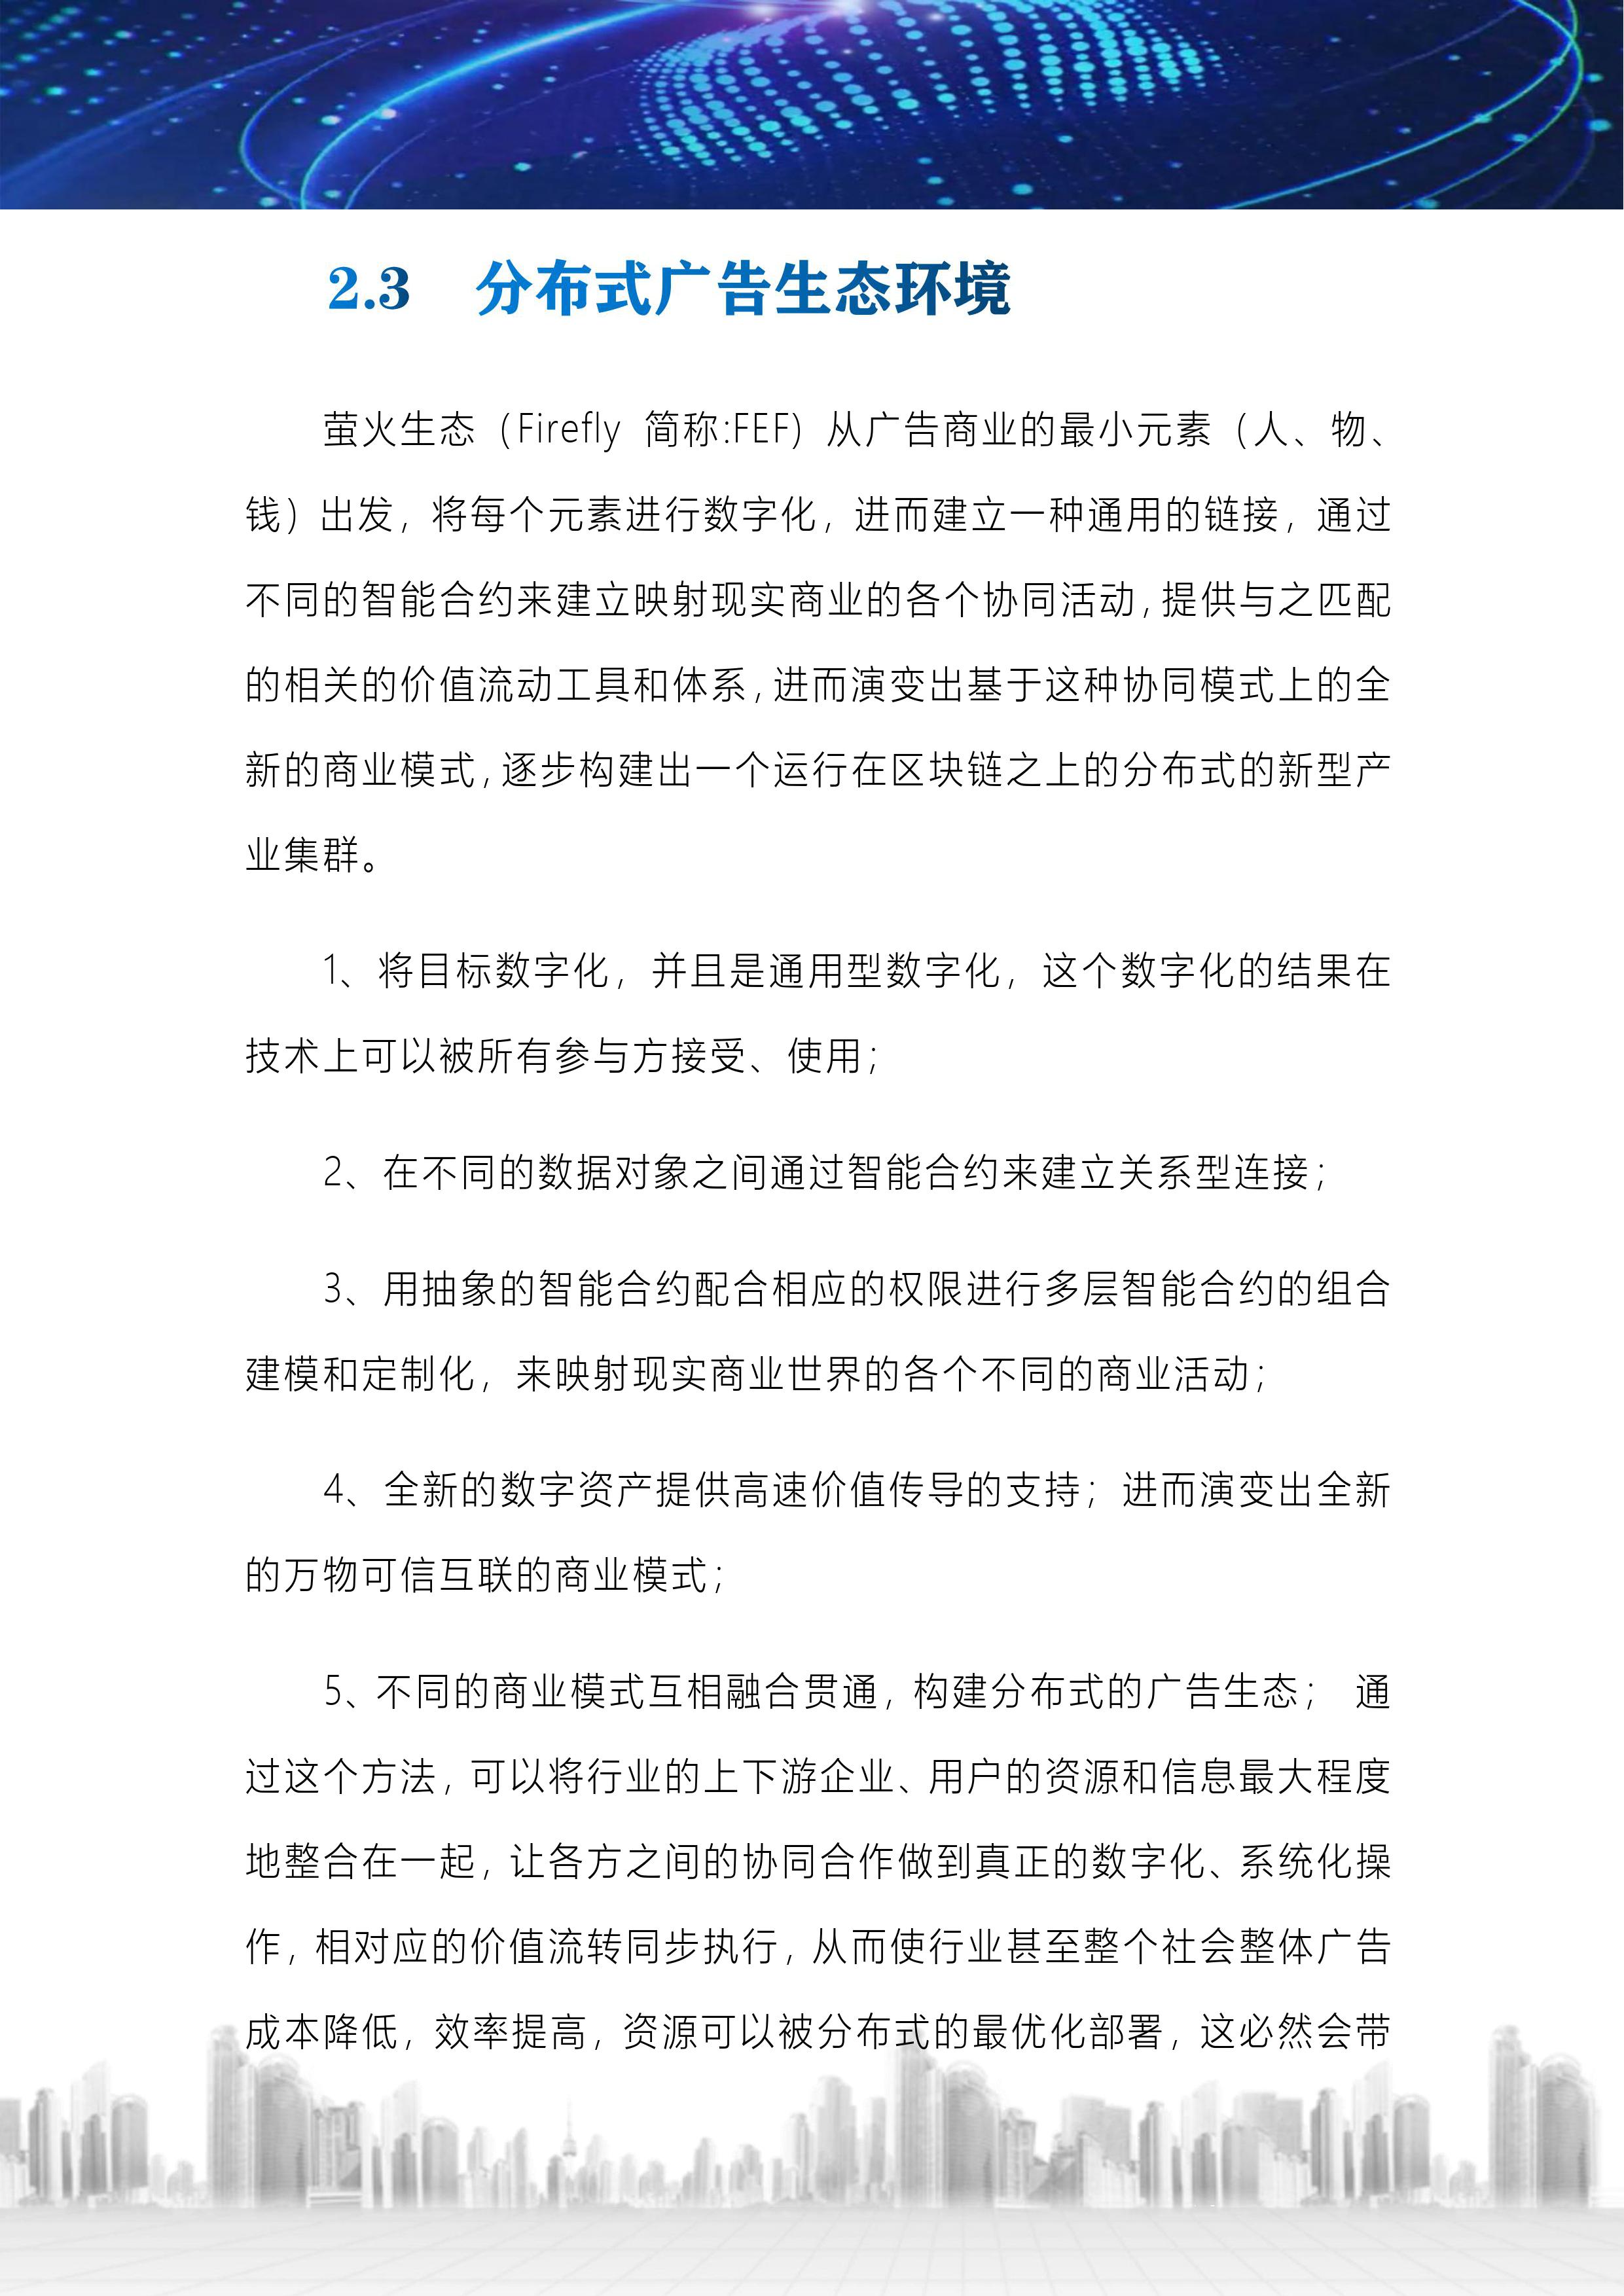 2.3 分布式广告生态环境
萤火生态（Firefly 简称:FEF）从广告商业的最小元素（人、物、
钱）出发，将每个元素进行数字化，进而建立一种通用的链接，通过
不同的智能合约来建立映射现实商业的各个协同活动，提供与之匹配
的相关的价值流动工具和体系，进而演变出基于这种协同模式上的全
新的商业模式，逐步构建出一个运行在区块链之上的分布式的新型产
业集群。
1、将目标数字化，并且是通用型数字化，这个数字化的结果在
技术上可以被所有参与方接受、使用；
2、在不同的数据对象之间通过智能合约来建立关系型连接；
3、用抽象的智能合约配合相应的权限进行多层智能合约的组合
建模和定制化，来映射现实商业世界的各个不同的商业活动；
4、全新的数字资产提供高速价值传导的支持；进而演变出全新
的万物可信互联的商业模式；
5、不同的商业模式互相融合贯通，构建分布式的广告生态； 通
过这个方法，可以将行业的上下游企业、用户的资源和信息最大程度
地整合在一起，让各方之间的协同合作做到真正的数字化、系统化操
作，相对应的价值流转同步执行，从而使行业甚至整个社会整体广告
成本降低，效率提高，资源可以被分布式的最优化部署，这必然会带